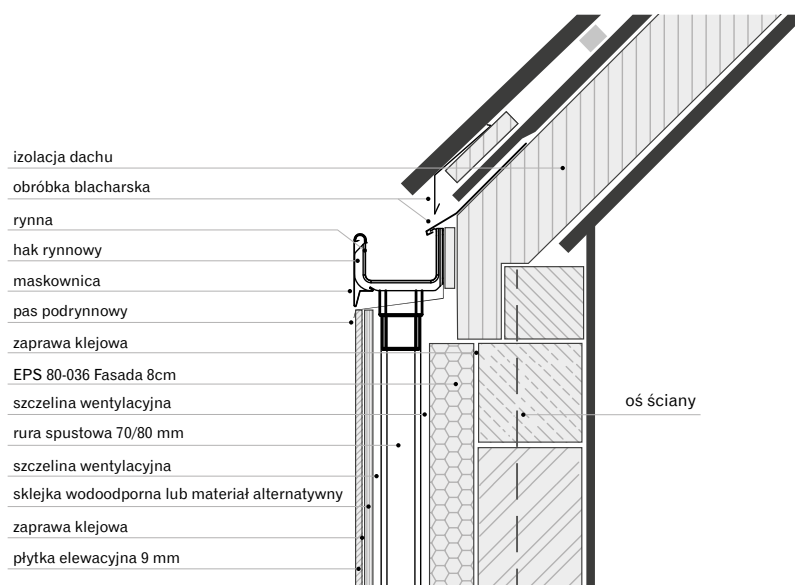 izolacja dachu
obróbka blacharska
rynna
hak rynnowy
maskownica
pas podrynnowy
zaprawa klejowa
EPS 80-036 Fasada 8cm
szczelina wentylacyjna
rura spustowa 70/80 mm
szczelina wentylacyjna
sklejka wodoodporna lub materiał alternatywny
zaprawa klejowa
płytka elewacyjna 9 mm
oś ściany